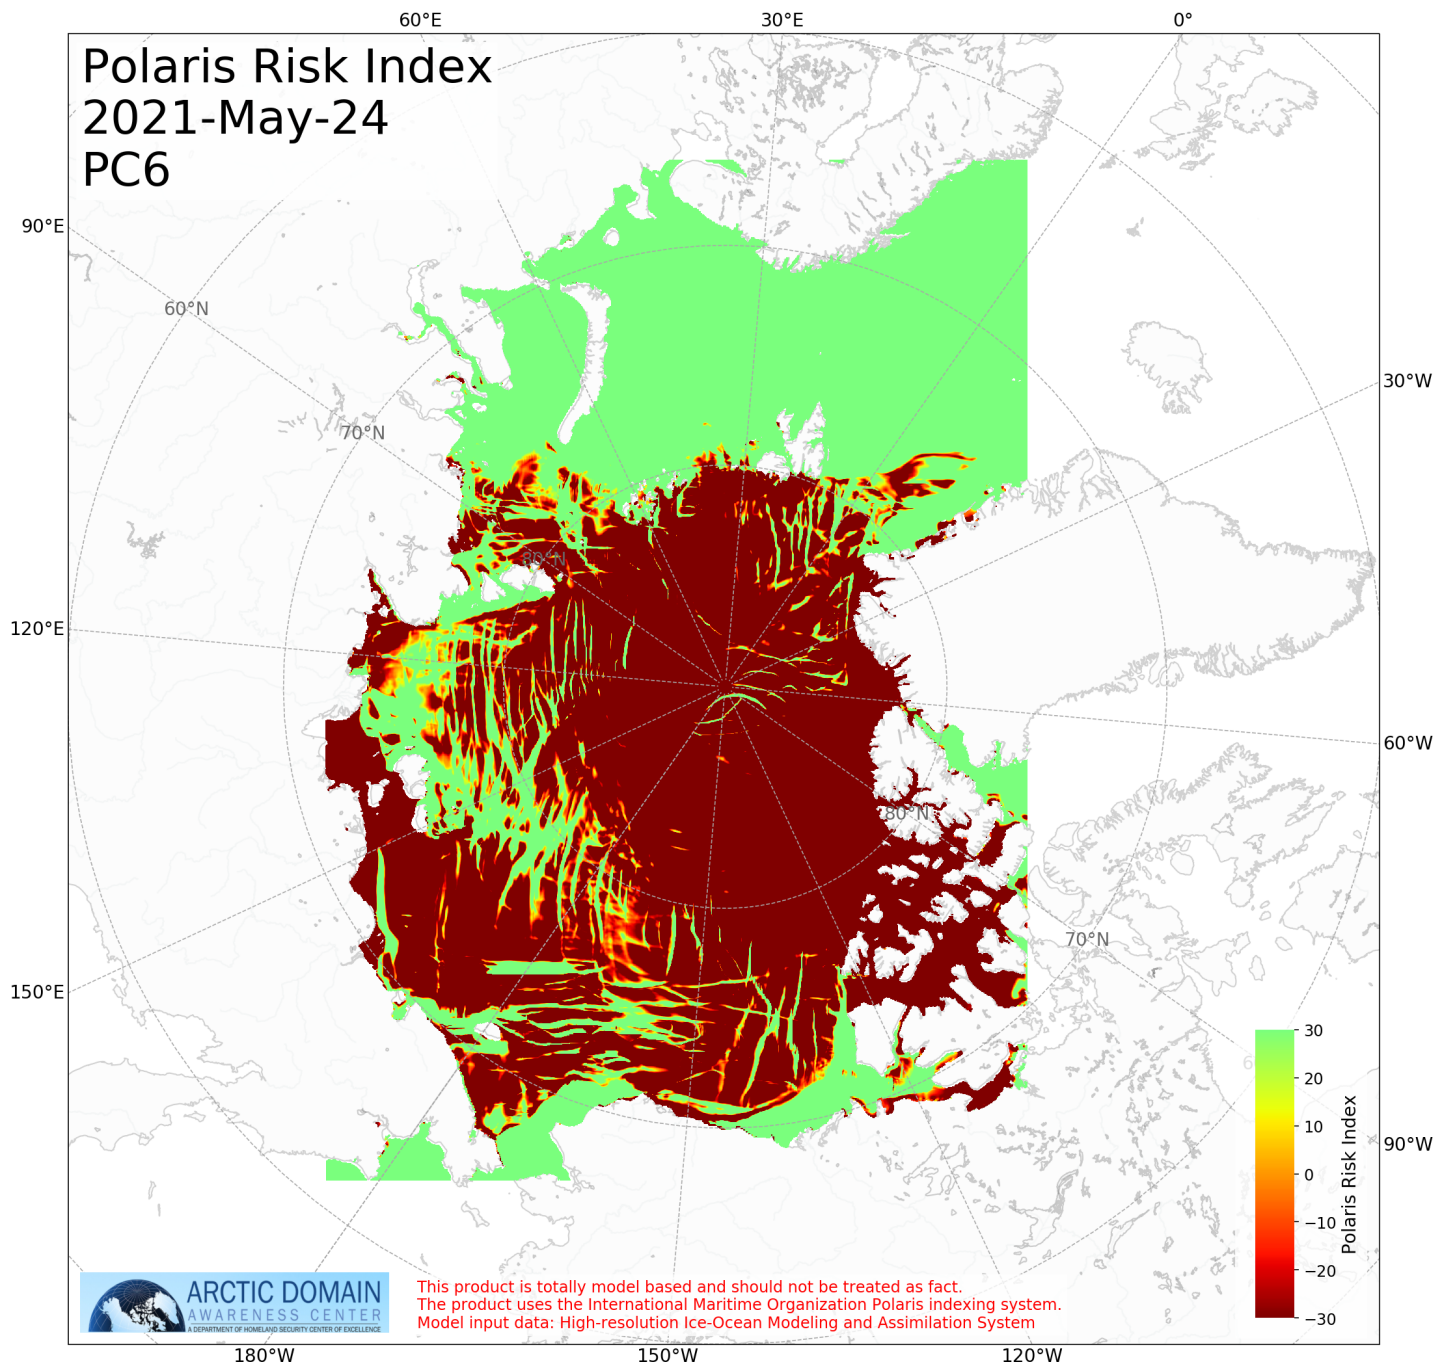 60°E
30°E
0°
Polaris Risk Index
2021-May-24
PC6
90°E
60°N
30°W
70°N
80°N
120°E
60°W
80°N
70°N
150°E
30
20
10
0
−10
−20
−30
Polaris Risk Index
90°W
ARCTIC DOMAIN
AWARENESS CENTER
A DEPARTMENT OF HOMELAND SECURITY CENTER OF EXCELLENCE
This product is totally model based and should not be treated as fact.
The product uses the International Maritime Organization Polaris indexing system.
Model input data: High-resolution Ice-Ocean Modeling and Assimilation System
180°W
150°W
120°W